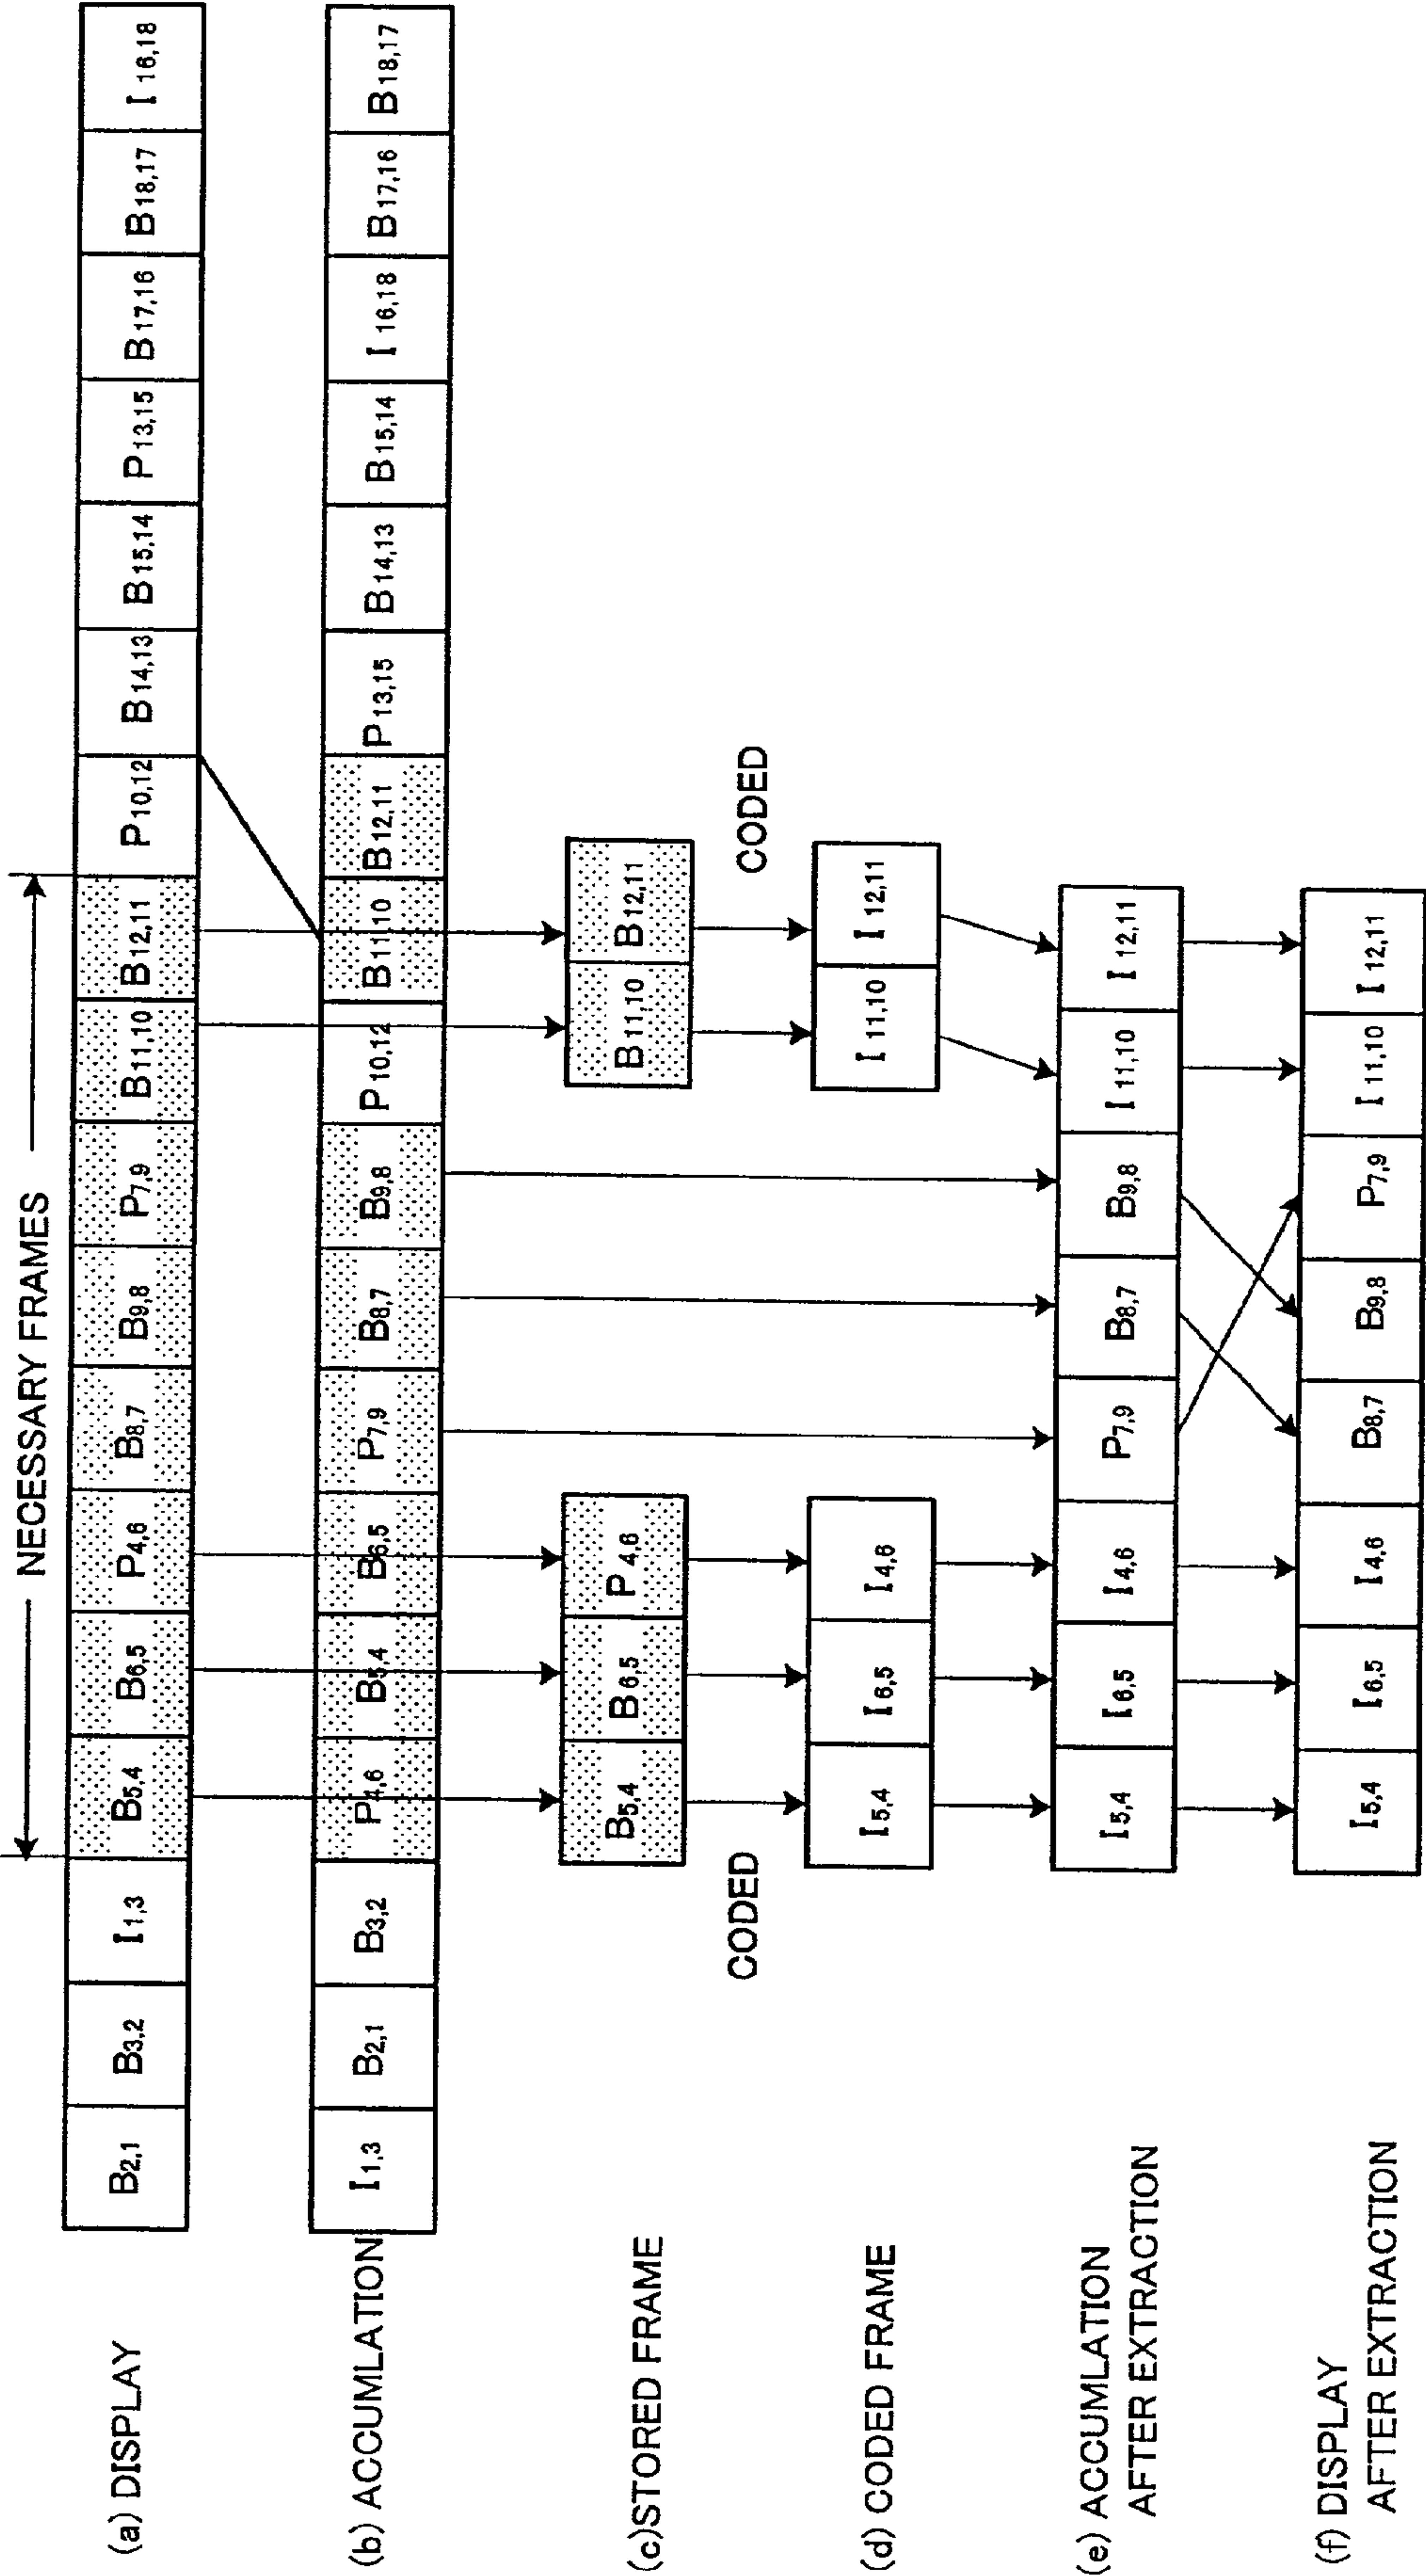 NECESSARY FRAMES
(a) DISPLAY
B2,1 B3,2 I1,3 B5,4 B6,5 P4,6 B8,7 B9,8 P7,9 B11,10 B12,11 P10,12 B14,13 B15,14 P13,15 B17,16 B18,17 I16,18
(b) ACCUMLATION
I1,3 B2,1 B3,2 P4,6 B5,4 B6,5 P7,9 B8,7 B9,8 P10,12 B11,10 B12,11 P13,15 B14,13 B15,14 I16,18 B17,16 B18,17
(c)STORED FRAME
B5,4 B6,5 P4,6 B11,10 B12,11
CODED
CODED
(d) CODED FRAME
I5,4 I6,5 I4,6 I11,10 I12,11
(e) ACCUMLATION
AFTER EXTRACTION
I5,4 I6,5 I4,6 P7,9 B8,7 B9,8 I11,10 I12,11
(f) DISPLAY
AFTER EXTRACTION
I5,4 I6,5 I4,6 B8,7 B9,8 P7,9 I11,10 I12,11